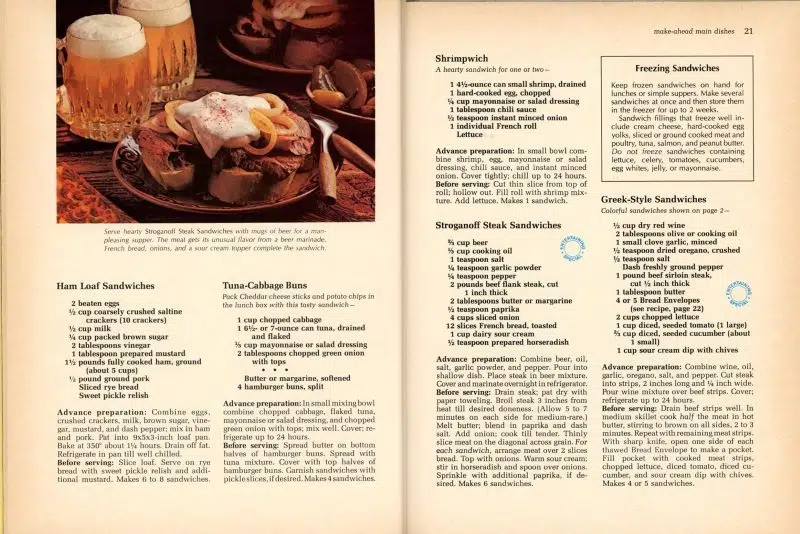 Serve hearty Stroganoff Steak Sandwiches with mugs of beer for a man-
pleasing supper. The meal gets its unusual flavor from a beer marinade.
French bread, onions, and a sour cream topper complete the sandwich.
Ham Loaf Sandwiches
2 beaten eggs
½ cup coarsely crushed saltine
crackers (10 crackers)
½ cup milk
¼ cup packed brown sugar
2 tablespoons vinegar
1 tablespoon prepared mustard
1½ pounds fully cooked ham, ground
(about 5 cups)
½ pound ground pork
Sliced rye bread
Sweet pickle relish
Advance preparation: Combine eggs,
crushed crackers, milk, brown sugar, vine-
gar, mustard, and dash pepper; mix in ham
and pork. Pat into 9x5x3-inch loaf pan.
Bake at 350° about 1¼ hours. Drain off fat.
Refrigerate in pan till well chilled.
Before serving: Slice loaf. Serve on rye
bread with sweet pickle relish and addi-
tional mustard. Makes 6 to 8 sandwiches.
Tuna-Cabbage Buns
Pack Cheddar cheese sticks and potato chips in
the lunch box with this tasty sandwich—
1 cup chopped cabbage
1 6½- or 7-ounce can tuna, drained
and flaked
⅓ cup mayonnaise or salad dressing
2 tablespoons chopped green onion
with tops
• • •
Butter or margarine, softened
4 hamburger buns, split
Advance preparation: In small mixing bowl
combine chopped cabbage, flaked tuna,
mayonnaise or salad dressing, and chopped
green onion with tops; mix well. Cover; re-
frigerate up to 24 hours.
Before serving: Spread butter on bottom
halves of hamburger buns. Spread with
tuna mixture. Cover with top halves of
hamburger buns. Garnish sandwiches with
pickle slices, if desired. Makes 4 sandwiches.
make-ahead main dishes 21
Shrimpwich
A hearty sandwich for one or two—
1 4½-ounce can small shrimp, drained
1 hard-cooked egg, chopped
¼ cup mayonnaise or salad dressing
1 tablespoon chili sauce
½ teaspoon instant minced onion
1 individual French roll
Lettuce
Advance preparation: In small bowl com-
bine shrimp, egg, mayonnaise or salad
dressing, chili sauce, and instant minced
onion. Cover tightly; chill up to 24 hours.
Before serving: Cut thin slice from top of
roll; hollow out. Fill roll with shrimp mix-
ture. Add lettuce. Makes 1 sandwich.
Stroganoff Steak Sandwiches
ENTERTAINING
SPECIAL
⅔ cup beer
⅓ cup cooking oil
1 teaspoon salt
¼ teaspoon garlic powder
¼ teaspoon pepper
2 pounds beef flank steak, cut
1 inch thick
2 tablespoons butter or margarine
½ teaspoon paprika
4 cups sliced onion
12 slices French bread, toasted
1 cup dairy sour cream
½ teaspoon prepared horseradish
Advance preparation: Combine beer, oil,
salt, garlic powder, and pepper. Pour into
shallow dish. Place steak in beer mixture.
Cover and marinate overnight in refrigerator.
Before serving: Drain steak; pat dry with
paper toweling. Broil steak 3 inches from
heat till desired doneness. (Allow 5 to 7
minutes on each side for medium-rare.)
Melt butter; blend in paprika and dash
salt. Add onion; cook till tender. Thinly
slice meat on the diagonal across grain. For
each sandwich, arrange meat over 2 slices
bread. Top with onions. Warm sour cream;
stir in horseradish and spoon over onions.
Sprinkle with additional paprika, if de-
sired. Makes 6 sandwiches.
Freezing Sandwiches
Keep frozen sandwiches on hand for
lunches or simple suppers. Make several
sandwiches at once and then store them
in the freezer for up to 2 weeks.
Sandwich fillings that freeze well in-
clude cream cheese, hard-cooked egg
yolks, sliced or ground cooked meat and
poultry, tuna, salmon, and peanut butter.
Do not freeze sandwiches containing
lettuce, celery, tomatoes, cucumbers,
egg whites, jelly, or mayonnaise.
Greek-Style Sandwiches
Colorful sandwiches shown on page 2—
½ cup dry red wine
2 tablespoons olive or cooking oil
1 small clove garlic, minced
½ teaspoon dried oregano, crushed
½ teaspoon salt
Dash freshly ground pepper
1 pound beef sirloin steak,
cut ½ inch thick
1 tablespoon butter
4 or 5 Bread Envelopes
(see recipe, page 22)
2 cups chopped lettuce
1 cup diced, seeded tomato (1 large)
⅔ cup diced, seeded cucumber (about
1 small)
1 cup sour cream dip with chives
ENTERTAINING
SPECIAL
Advance preparation: Combine wine, oil,
garlic, oregano, salt, and pepper. Cut steak
into strips, 2 inches long and ¼ inch wide.
Pour wine mixture over beef strips. Cover;
refrigerate up to 24 hours.
Before serving: Drain beef strips well. In
medium skillet cook half the meat in hot
butter, stirring to brown on all sides, 2 to 3
minutes. Repeat with remaining meat strips.
With sharp knife, open one side of each
thawed Bread Envelope to make a pocket.
Fill pocket with cooked meat strips,
chopped lettuce, diced tomato, diced cu-
cumber, and sour cream dip with chives.
Makes 4 or 5 sandwiches.